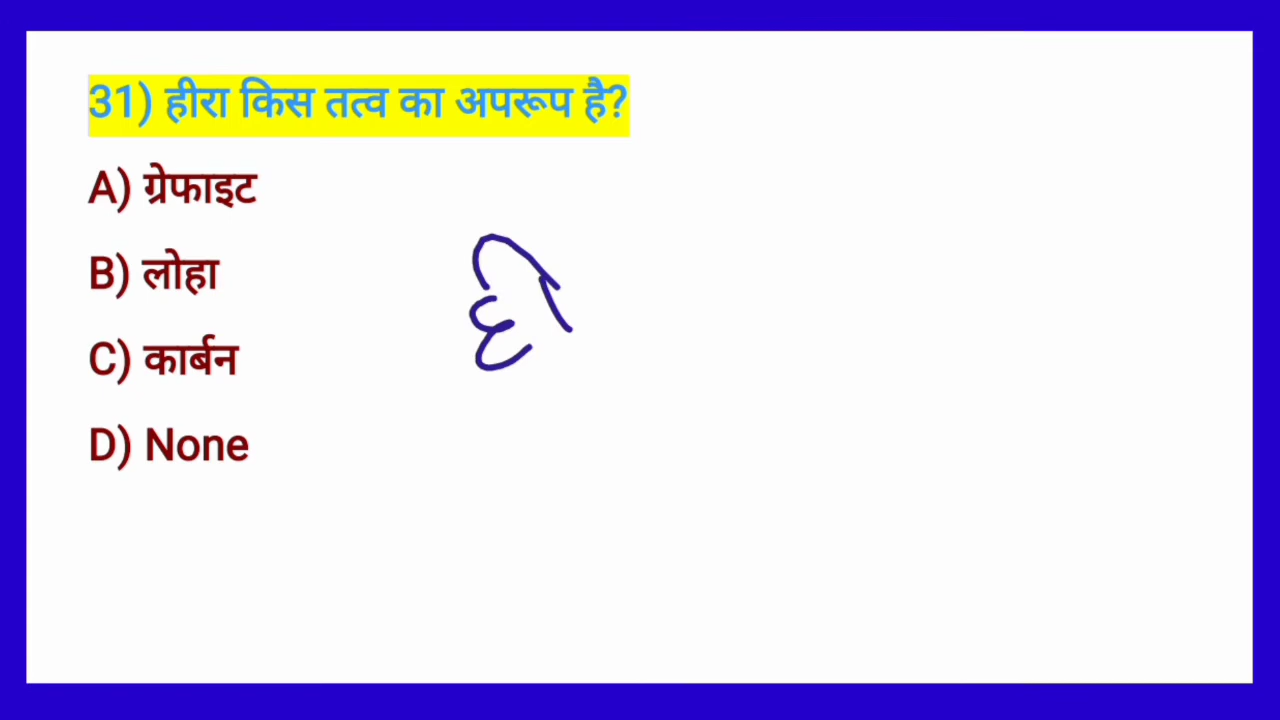 31) हीरा किस तत्व का अपरूप है?
A) ग्रेफाइट
B) लोहा
C) कार्बन
D) None
ही